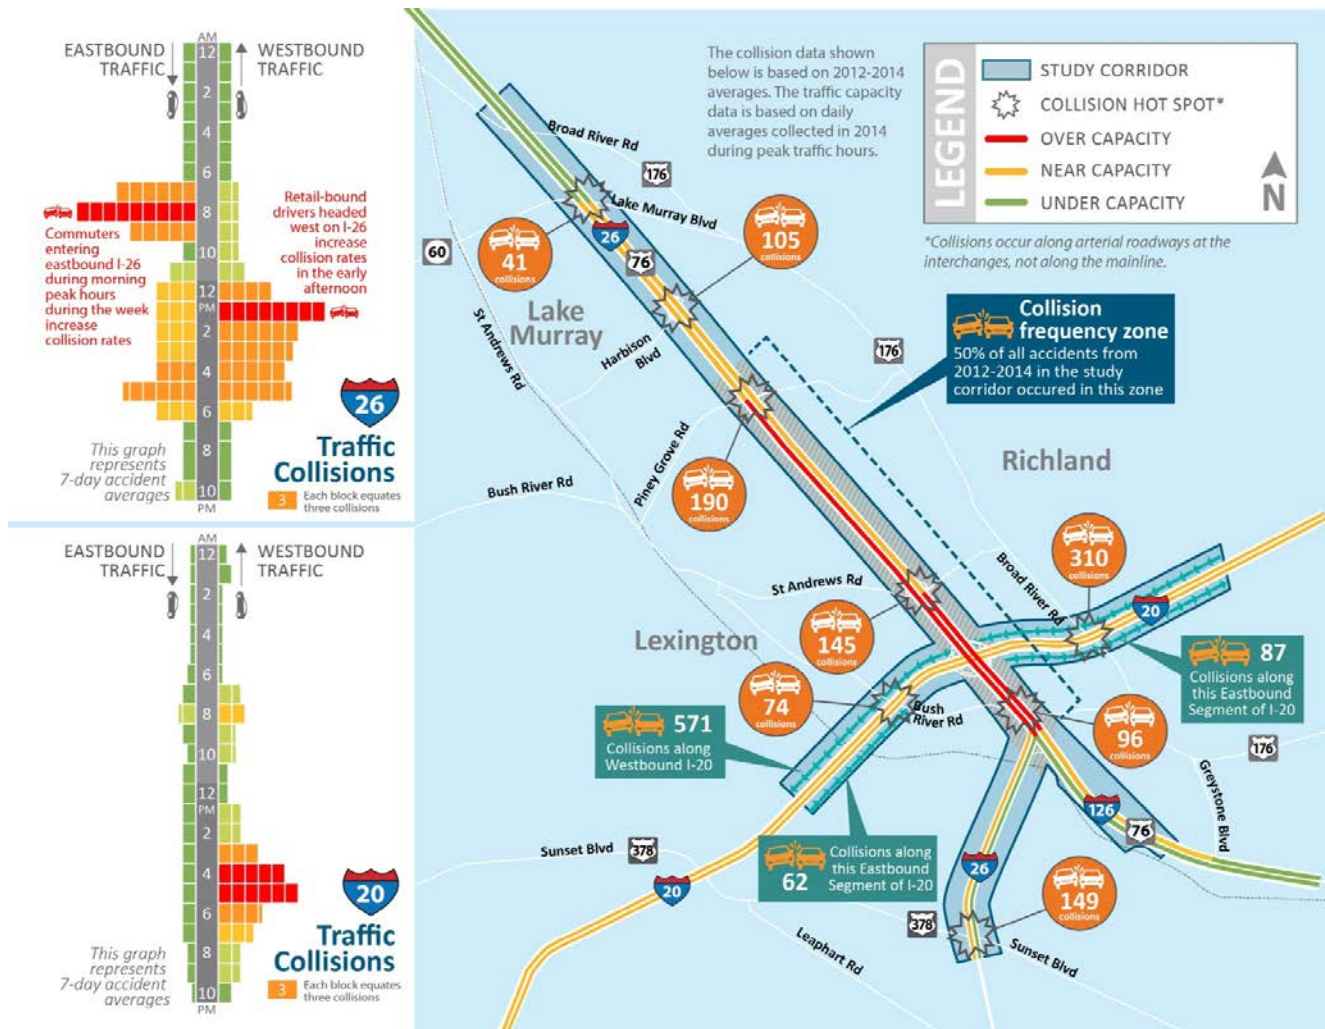 AM
EASTBOUND
TRAFFIC
WESTBOUND
TRAFFIC
12
2
4
6
8
10
12
PM
2
4
6
8
10
PM
Commuters
entering
eastbound I-26
during morning
peak hours
during the week
increase
collision rates
Retail-bound
drivers headed
west on I-26
increase
collision rates
in the early
afternoon
26
Traffic
Collisions
This graph
represents
7-day accident
averages
3
Each block equates
three collisions
AM
EASTBOUND
TRAFFIC
WESTBOUND
TRAFFIC
12
2
4
6
8
10
12
PM
2
4
6
8
10
PM
20
Traffic
Collisions
This graph
represents
7-day accident
averages
3
Each block equates
three collisions
The collision data shown
below is based on 2012-2014
averages. The traffic capacity
data is based on daily
averages collected in 2014
during peak traffic hours.
LEGEND
STUDY CORRIDOR
COLLISION HOT SPOT*
OVER CAPACITY
NEAR CAPACITY
UNDER CAPACITY
N
*Collisions occur along arterial roadways at the
interchanges, not along the mainline.
Collision
frequency zone
50% of all accidents from
2012-2014 in the study
corridor occured in this zone
Broad River Rd
176
Lake Murray Blvd
60
41
collisions
26
76
105
collisions
Lake
Murray
St Andrews Rd
Harbison
Blvd
176
Piney Grove Rd
190
collisions
Bush River Rd
Richland
St Andrews Rd
Broad River Rd
310
collisions
20
Lexington
145
collisions
74
collisions
Bush
River Rd
87
Collisions along
this Eastbound
Segment of I-20
571
Collisions along
Westbound I-20
96
collisions
176
Greystone Blvd
126
76
Sunset Blvd
378
20
62
Collisions along
this Eastbound
Segment of I-20
26
149
collisions
378
Sunset Blvd
Leaphart Rd